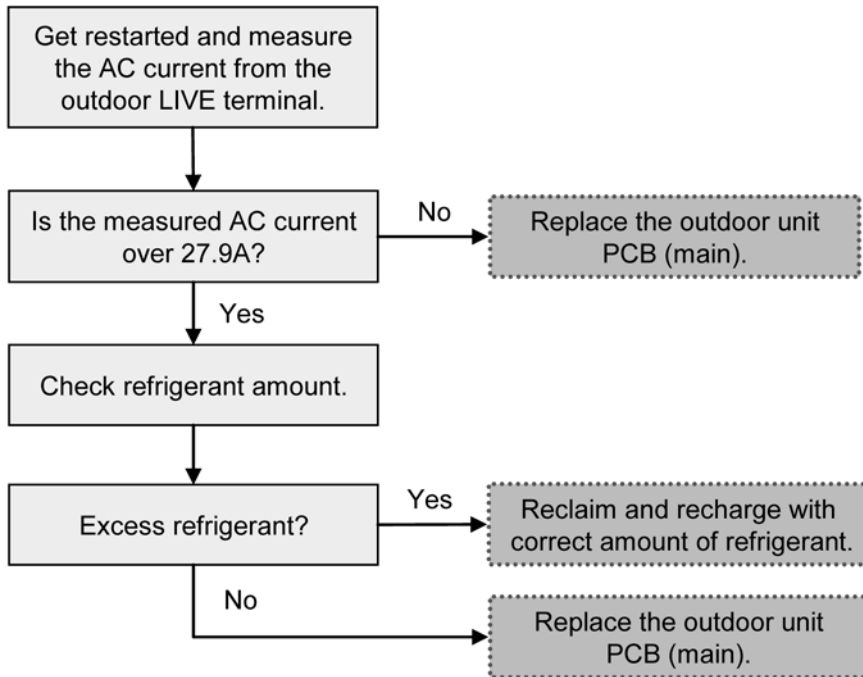 Get restarted and measure
the AC current from the
outdoor LIVE terminal.
Is the measured AC current
over 27.9A?
No
Replace the outdoor unit
PCB (main).
Yes
Check refrigerant amount.
Excess refrigerant?
Yes
Reclaim and recharge with
correct amount of refrigerant.
No
Replace the outdoor unit
PCB (main).